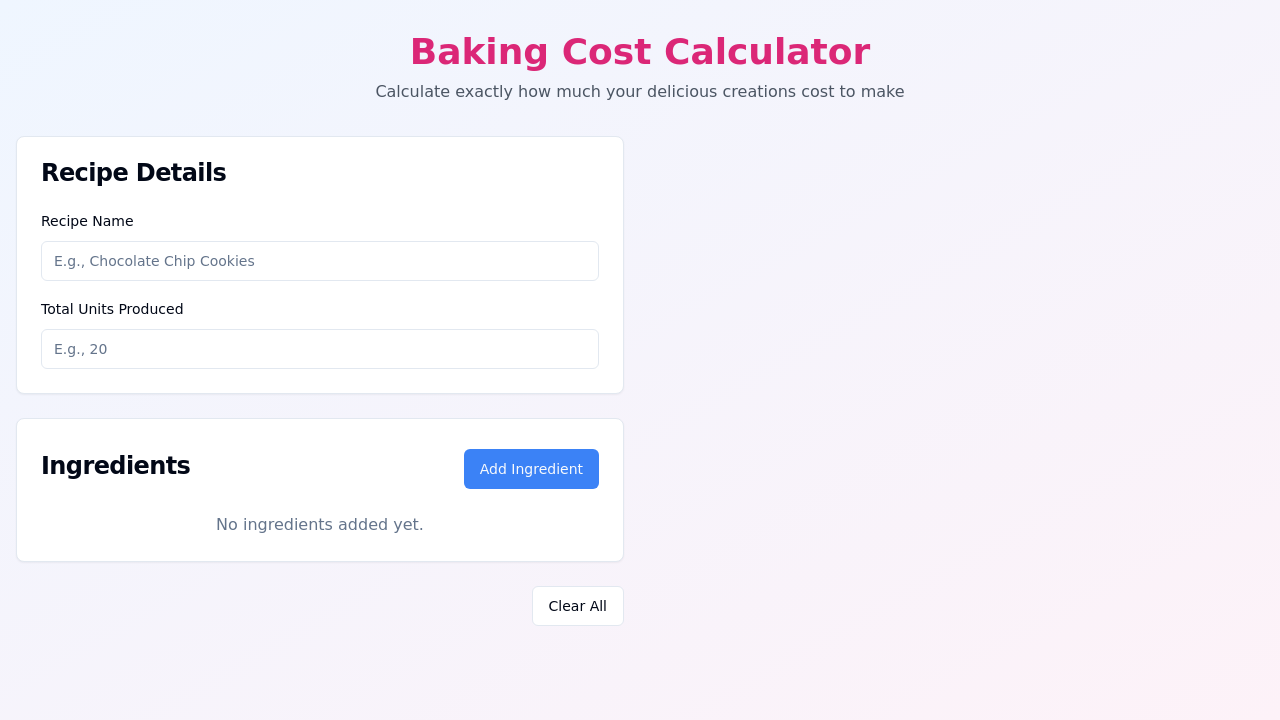 Baking Cost Calculator
Calculate exactly how much your delicious creations cost to make
Recipe Details
Recipe Name
E.g., Chocolate Chip Cookies
Total Units Produced
E.g., 20
Ingredients
Add Ingredient
No ingredients added yet.
Clear All